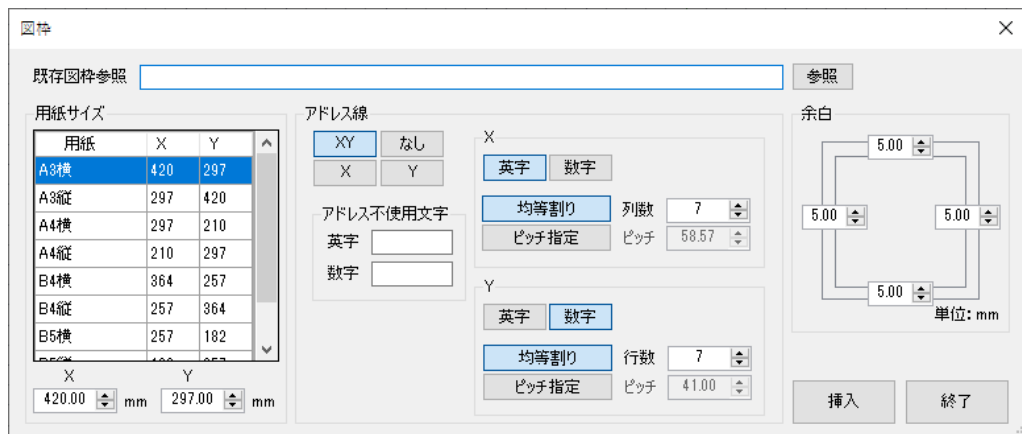 図枠
既存図枠参照 参照
用紙サイズ
用紙 X Y
A3横 420 297
A3縦 297 420
A4横 297 210
A4縦 210 297
B4横 364 257
B4縦 257 364
B5横 257 182
X Y
420.00 mm 297.00 mm
アドレス線
XY なし
X Y
アドレス不使用文字
英字
数字
X
英字 数字
均等割り 列数 7
ピッチ指定 ピッチ 58.57
Y
英字 数字
均等割り 行数 7
ピッチ指定 ピッチ 41.00
余白
5.00
5.00 5.00
5.00
単位: mm
挿入 終了